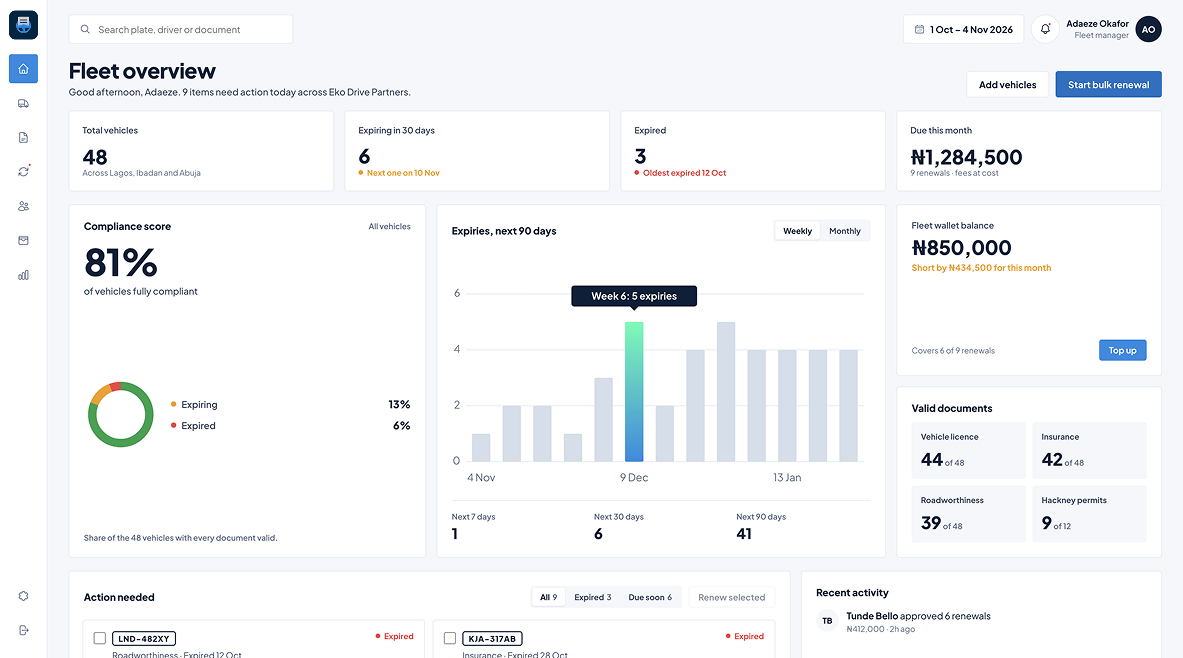 Search plate, driver or document
1 Oct – 4 Nov 2026
Adaeze Okafor
Fleet manager
AO
Fleet overview
Good afternoon, Adaeze. 9 items need action today across Eko Drive Partners.
Add vehicles
Start bulk renewal
Total vehicles
48
Across Lagos, Ibadan and Abuja
Expiring in 30 days
6
Next one on 10 Nov
Expired
3
Oldest expired 12 Oct
Due this month
₦1,284,500
9 renewals · fees at cost
Compliance score
All vehicles
81%
of vehicles fully compliant
Expiring
13%
Expired
6%
Share of the 48 vehicles with every document valid.
Expiries, next 90 days
Weekly
Monthly
Week 6: 5 expiries
6
4
2
0
4 Nov
9 Dec
13 Jan
Next 7 days
1
Next 30 days
6
Next 90 days
41
Fleet wallet balance
₦850,000
Short by ₦434,500 for this month
Covers 6 of 9 renewals
Top up
Valid documents
Vehicle licence
44 of 48
Insurance
42 of 48
Roadworthiness
39 of 48
Hackney permits
9 of 12
Action needed
All 9
Expired 3
Due soon 6
Renew selected
LND-482XY
Expired
Roadworthiness · Expired 12 Oct
KJA-317AB
Expired
Insurance · Expired 28 Oct
Recent activity
TB
Tunde Bello approved 6 renewals
₦412,000 · 2h ago